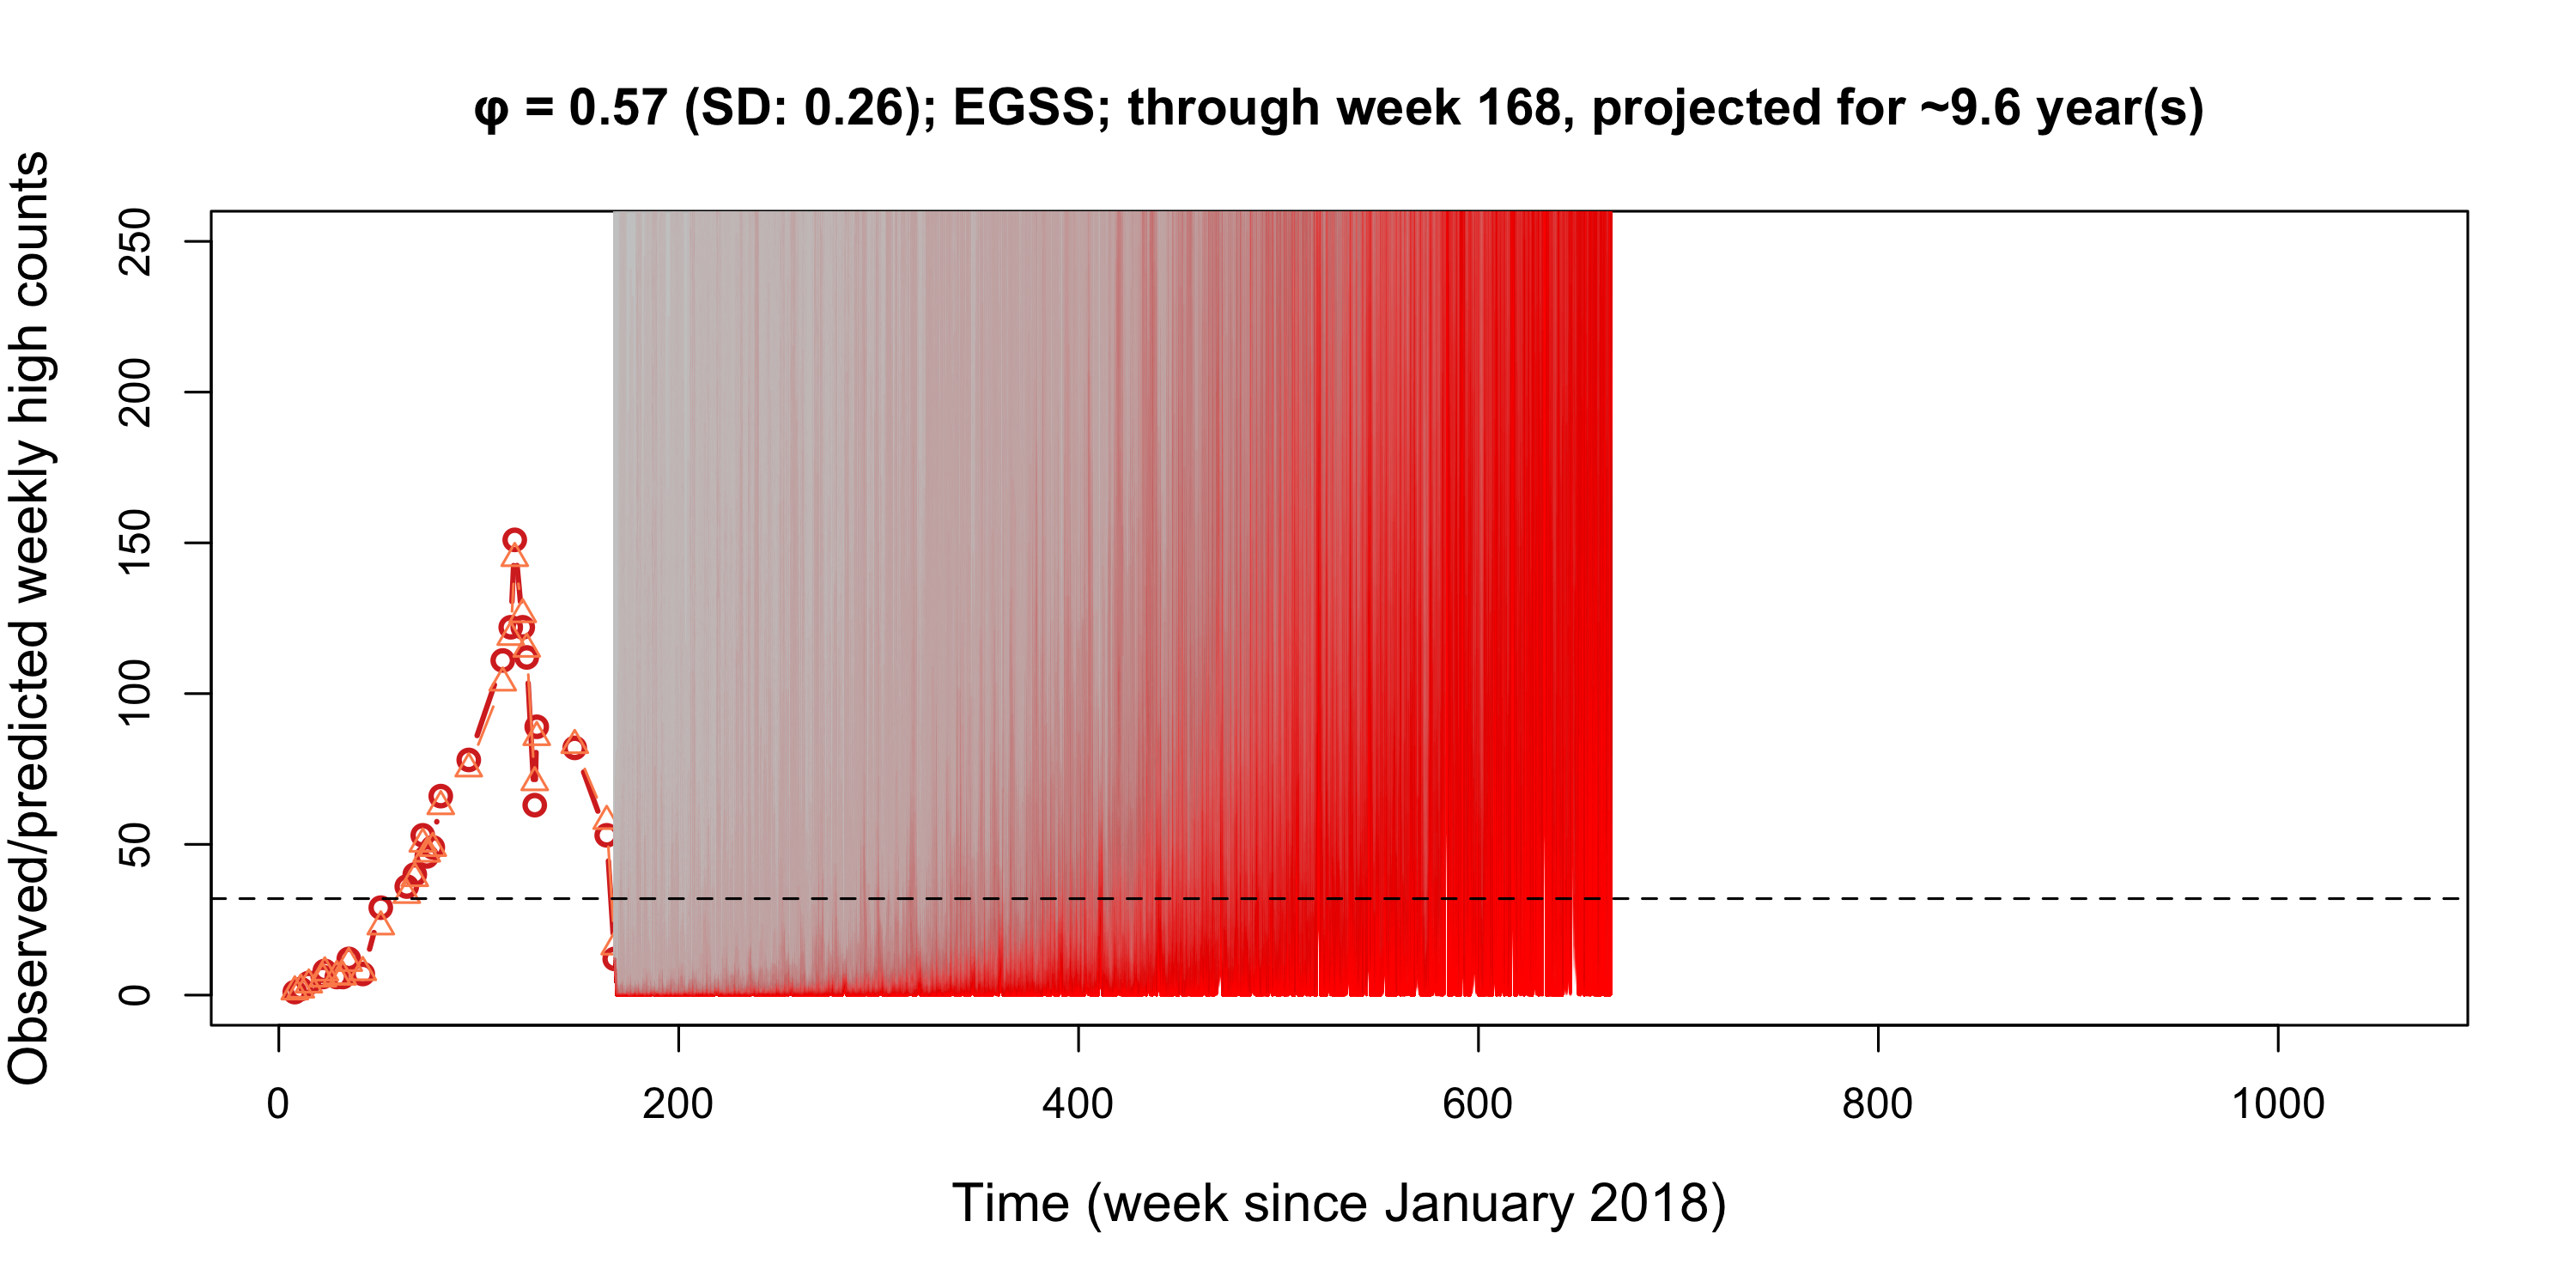 φ = 0.57 (SD: 0.26); EGSS; through week 168, projected for ~9.6 year(s)
Observed/predicted weekly high counts
250
200
150
100
50
0
0 200 400 600 800 1000
Time (week since January 2018)